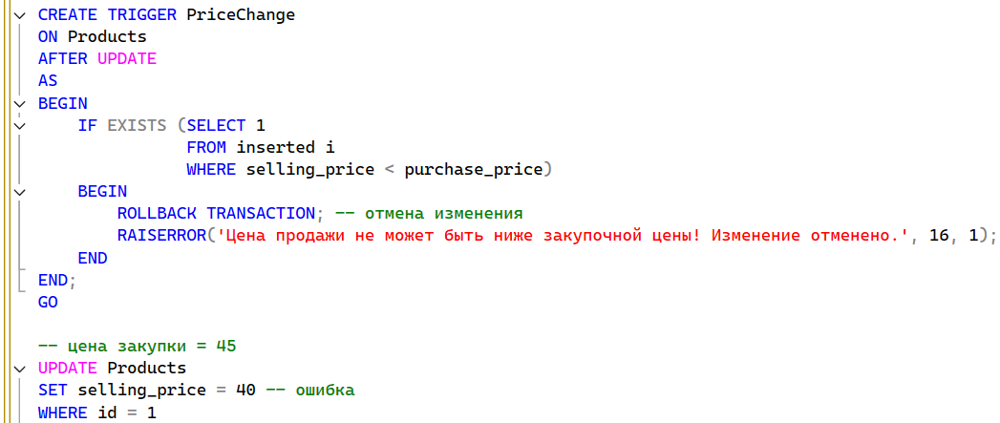 CREATE TRIGGER PriceChange
ON Products
AFTER UPDATE
AS
BEGIN
    IF EXISTS (SELECT 1
               FROM inserted i
               WHERE selling_price < purchase_price)
    BEGIN
        ROLLBACK TRANSACTION; -- отмена изменения
        RAISERROR('Цена продажи не может быть ниже закупочной цены! Изменение отменено.', 16, 1);
    END
END;
GO

-- цена закупки = 45
UPDATE Products
SET selling_price = 40 -- ошибка
WHERE id = 1